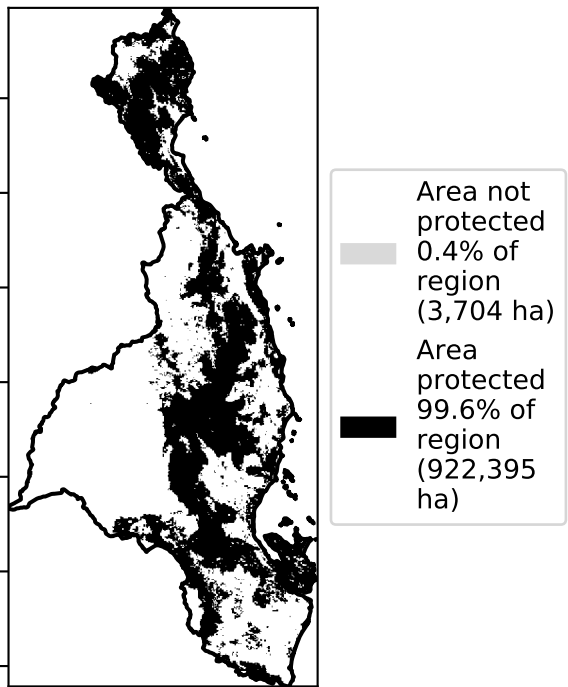 Area not
protected
0.4% of
region
(3,704 ha)
Area
protected
99.6% of
region
(922,395
ha)